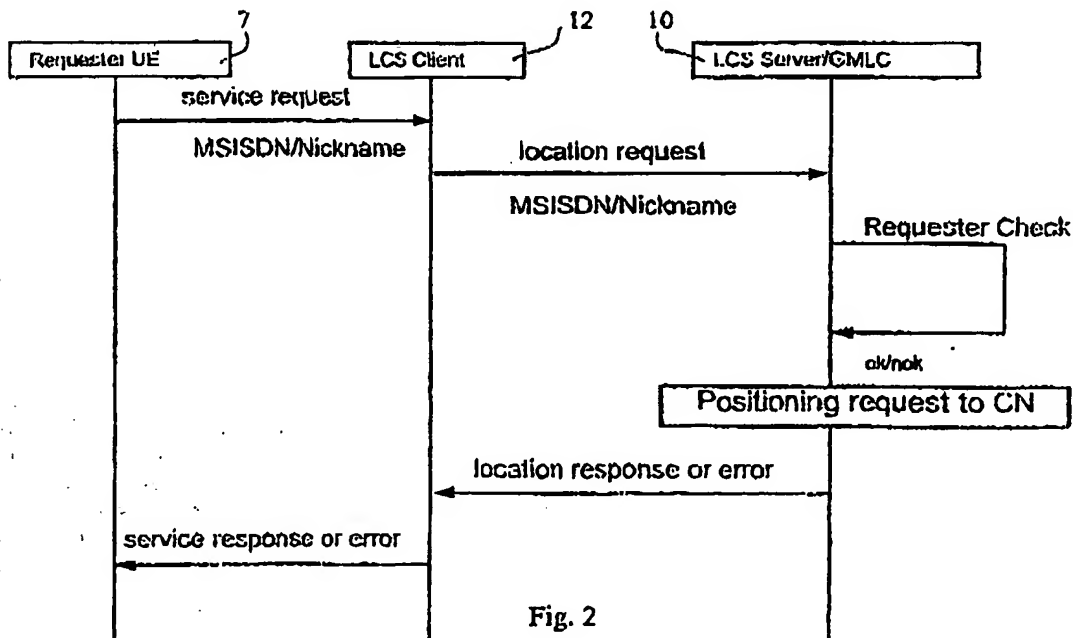 7
12
10
Requester UE
LCS Client
LCS Server/GMLC
service request
MSISDN/Nickname
location request
MSISDN/Nickname
Requester Check
ok/nok
Positioning request to CN
location response or error
service response or error
Fig. 2